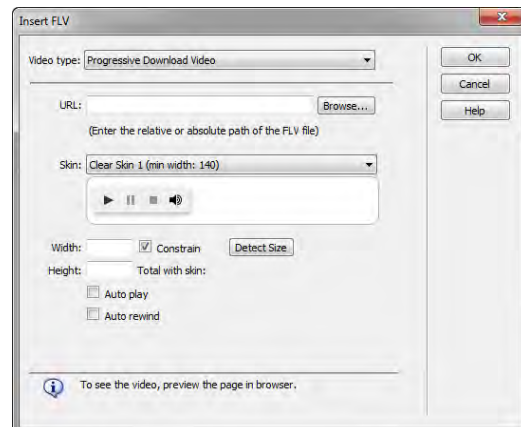 Insert FLV
Video type: Progressive Download Video
OK
Cancel
Help
URL: Browse...
(Enter the relative or absolute path of the FLV file)
Skin: Clear Skin 1 (min width: 140)
Width: Constrain Detect Size
Height: Total with skin:
Auto play
Auto rewind
To see the video, preview the page in browser.